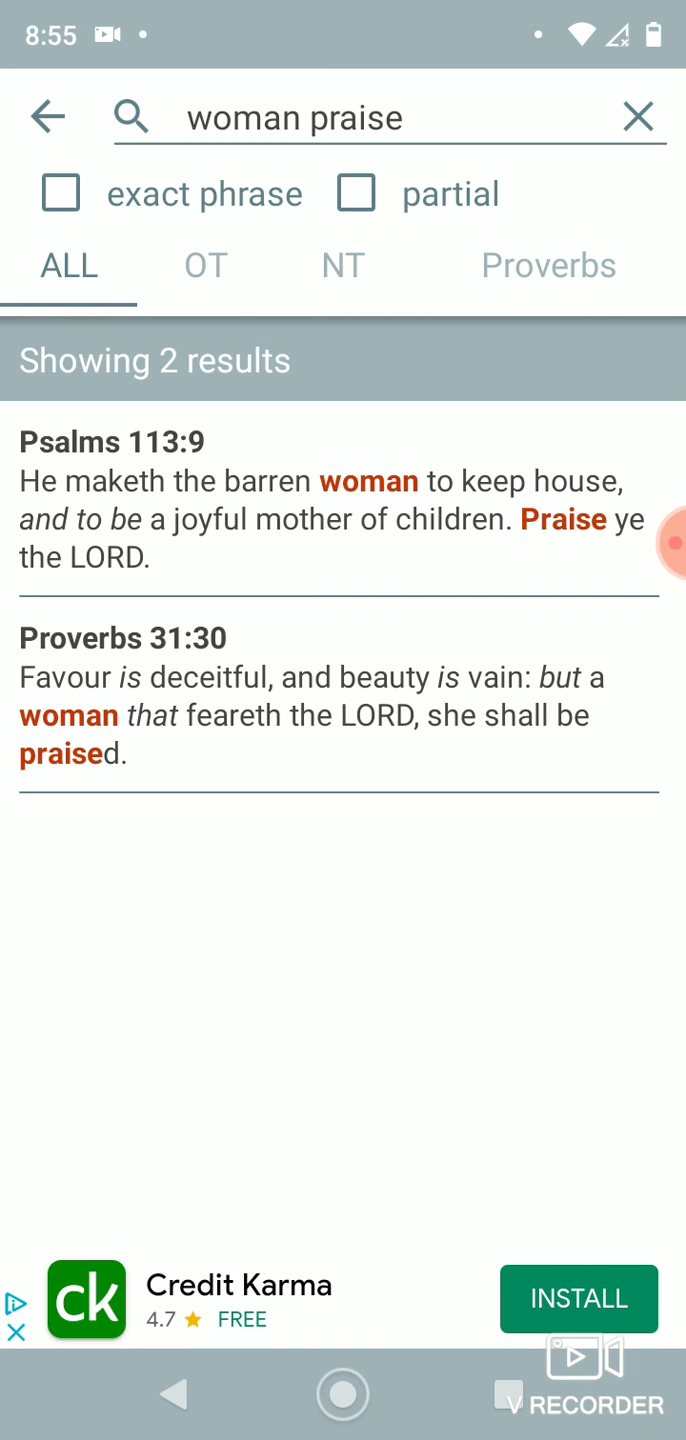 8:55
woman praise
exact phrase partial
ALL OT NT Proverbs
Showing 2 results
Psalms 113:9
He maketh the barren woman to keep house,
and to be a joyful mother of children. Praise ye
the LORD.
Proverbs 31:30
Favour is deceitful, and beauty is vain: but a
woman that feareth the LORD, she shall be
praised.
ck
Credit Karma
4.7 FREE
INSTALL
V RECORDER